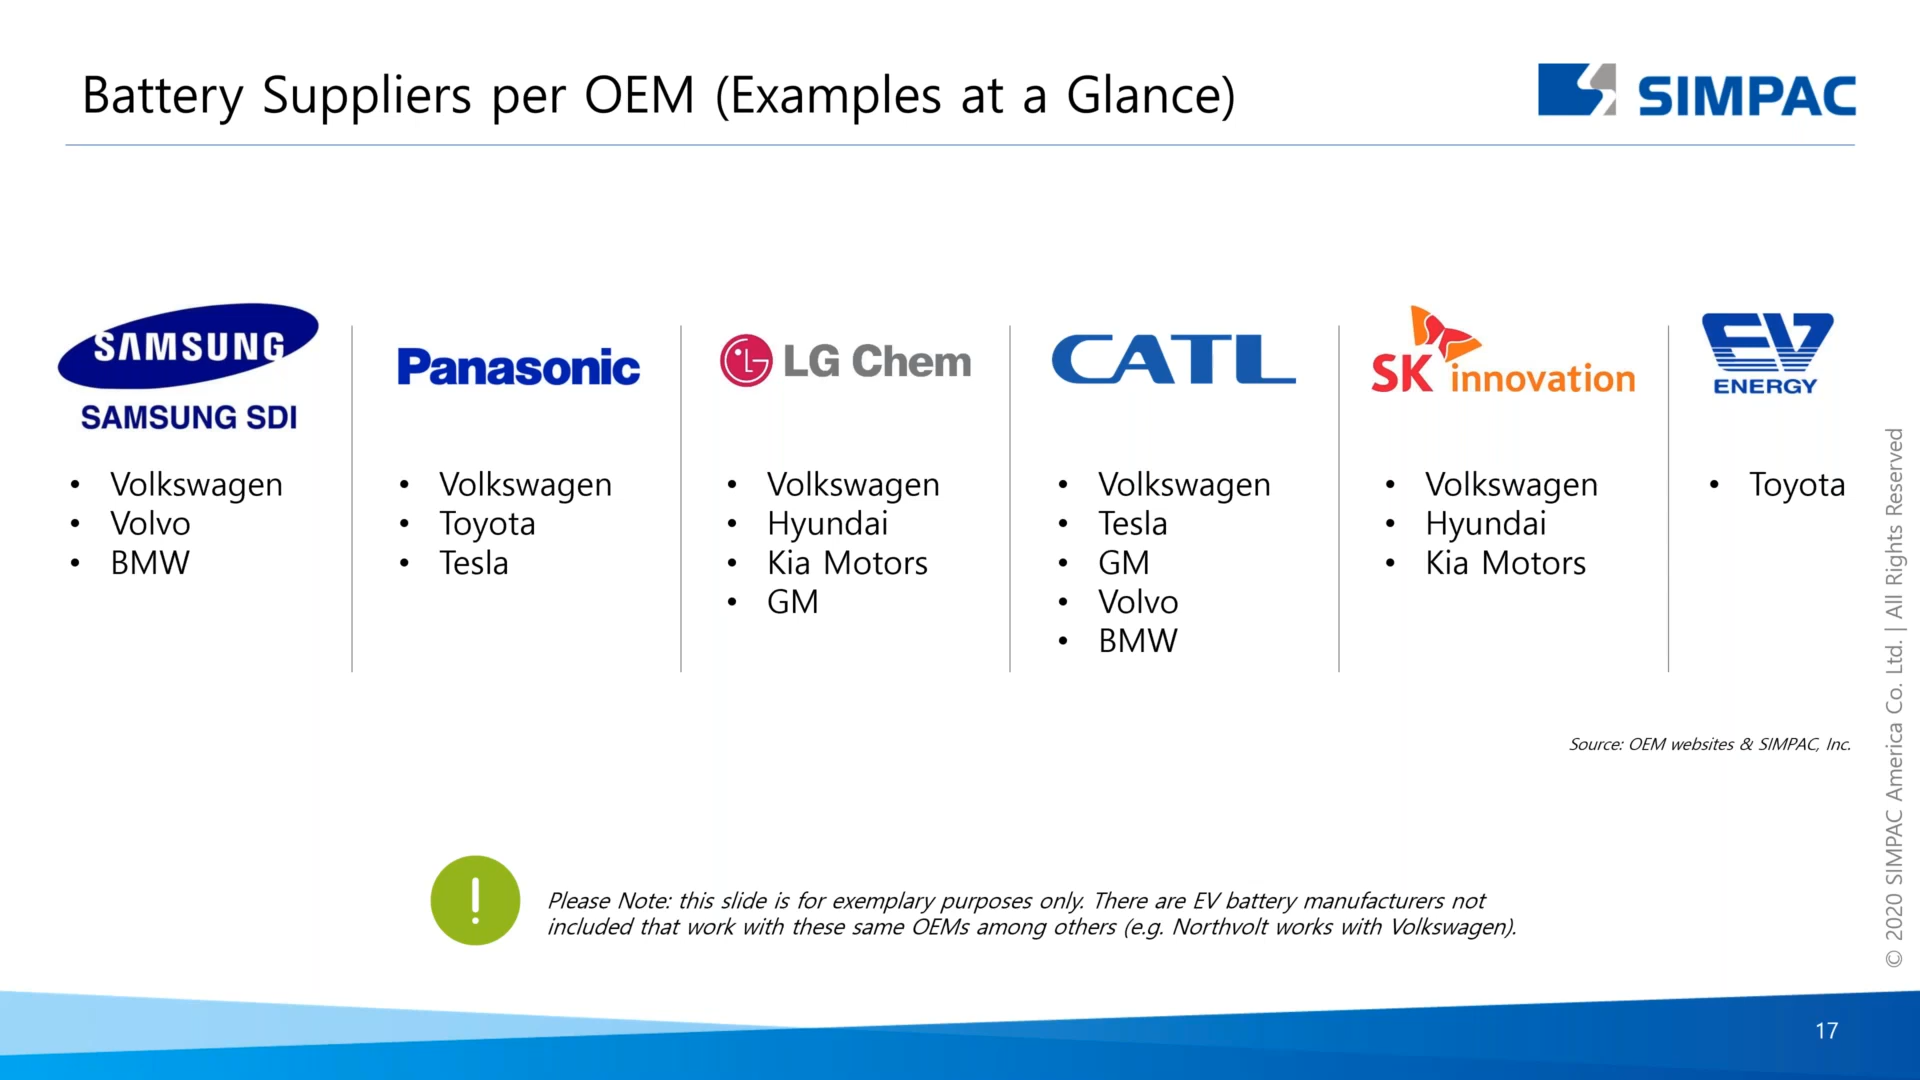 Battery Suppliers per OEM (Examples at a Glance)
SIMPAC
SAMSUNG
SAMSUNG SDI
• Volkswagen
• Volvo
• BMW
Panasonic
• Volkswagen
• Toyota
• Tesla
LG Chem
• Volkswagen
• Hyundai
• Kia Motors
• GM
CATL
• Volkswagen
• Tesla
• GM
• Volvo
• BMW
SK innovation
• Volkswagen
• Hyundai
• Kia Motors
EV
ENERGY
• Toyota
Source: OEM websites & SIMPAC, Inc.
Please Note: this slide is for exemplary purposes only. There are EV battery manufacturers not
included that work with these same OEMs among others (e.g. Northvolt works with Volkswagen).
© 2020 SIMPAC America Co. Ltd. | All Rights Reserved
17